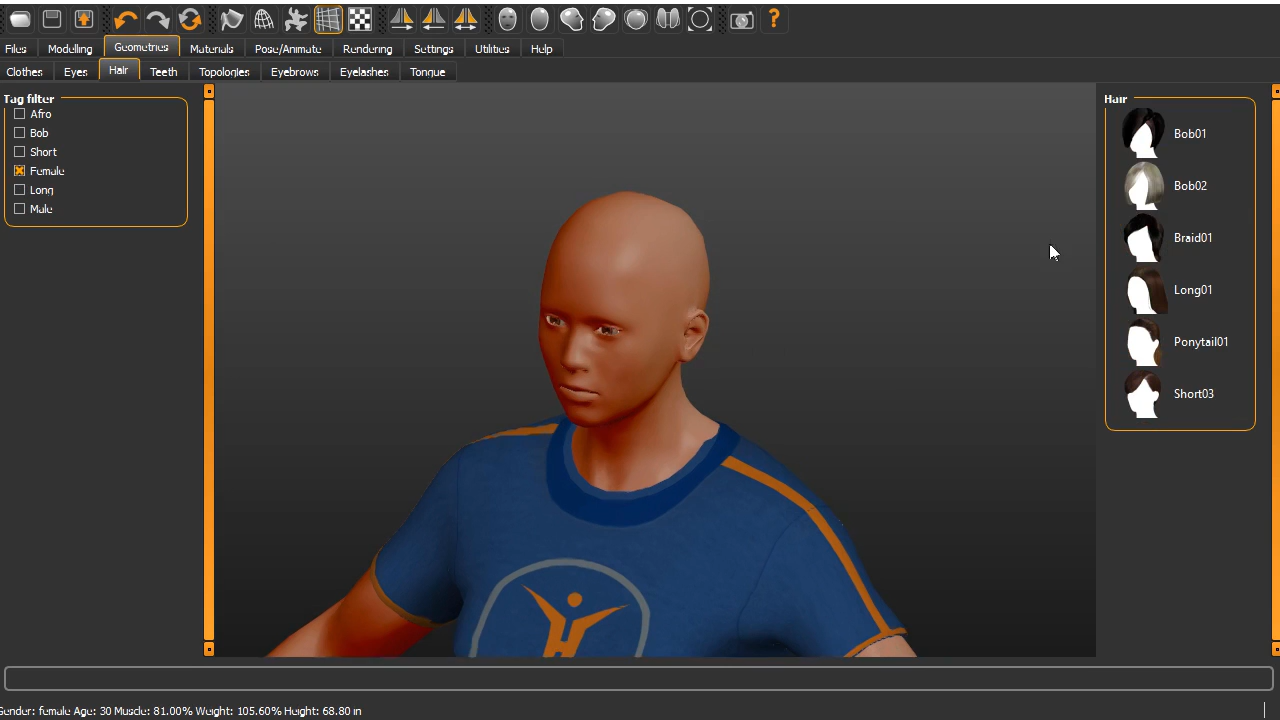 ?
Files Modelling Geometries Materials Pose/Animate Rendering Settings Utilities Help
Clothes Eyes Hair Teeth Topologies Eyebrows Eyelashes Tongue
Tag filter
Afro
Bob
Short
Female
Long
Male
Hair
Bob01
Bob02
Braid01
Long01
Ponytail01
Short03
Gender: female Age: 30 Muscle: 81.00% Weight: 105.60% Height: 68.80 in